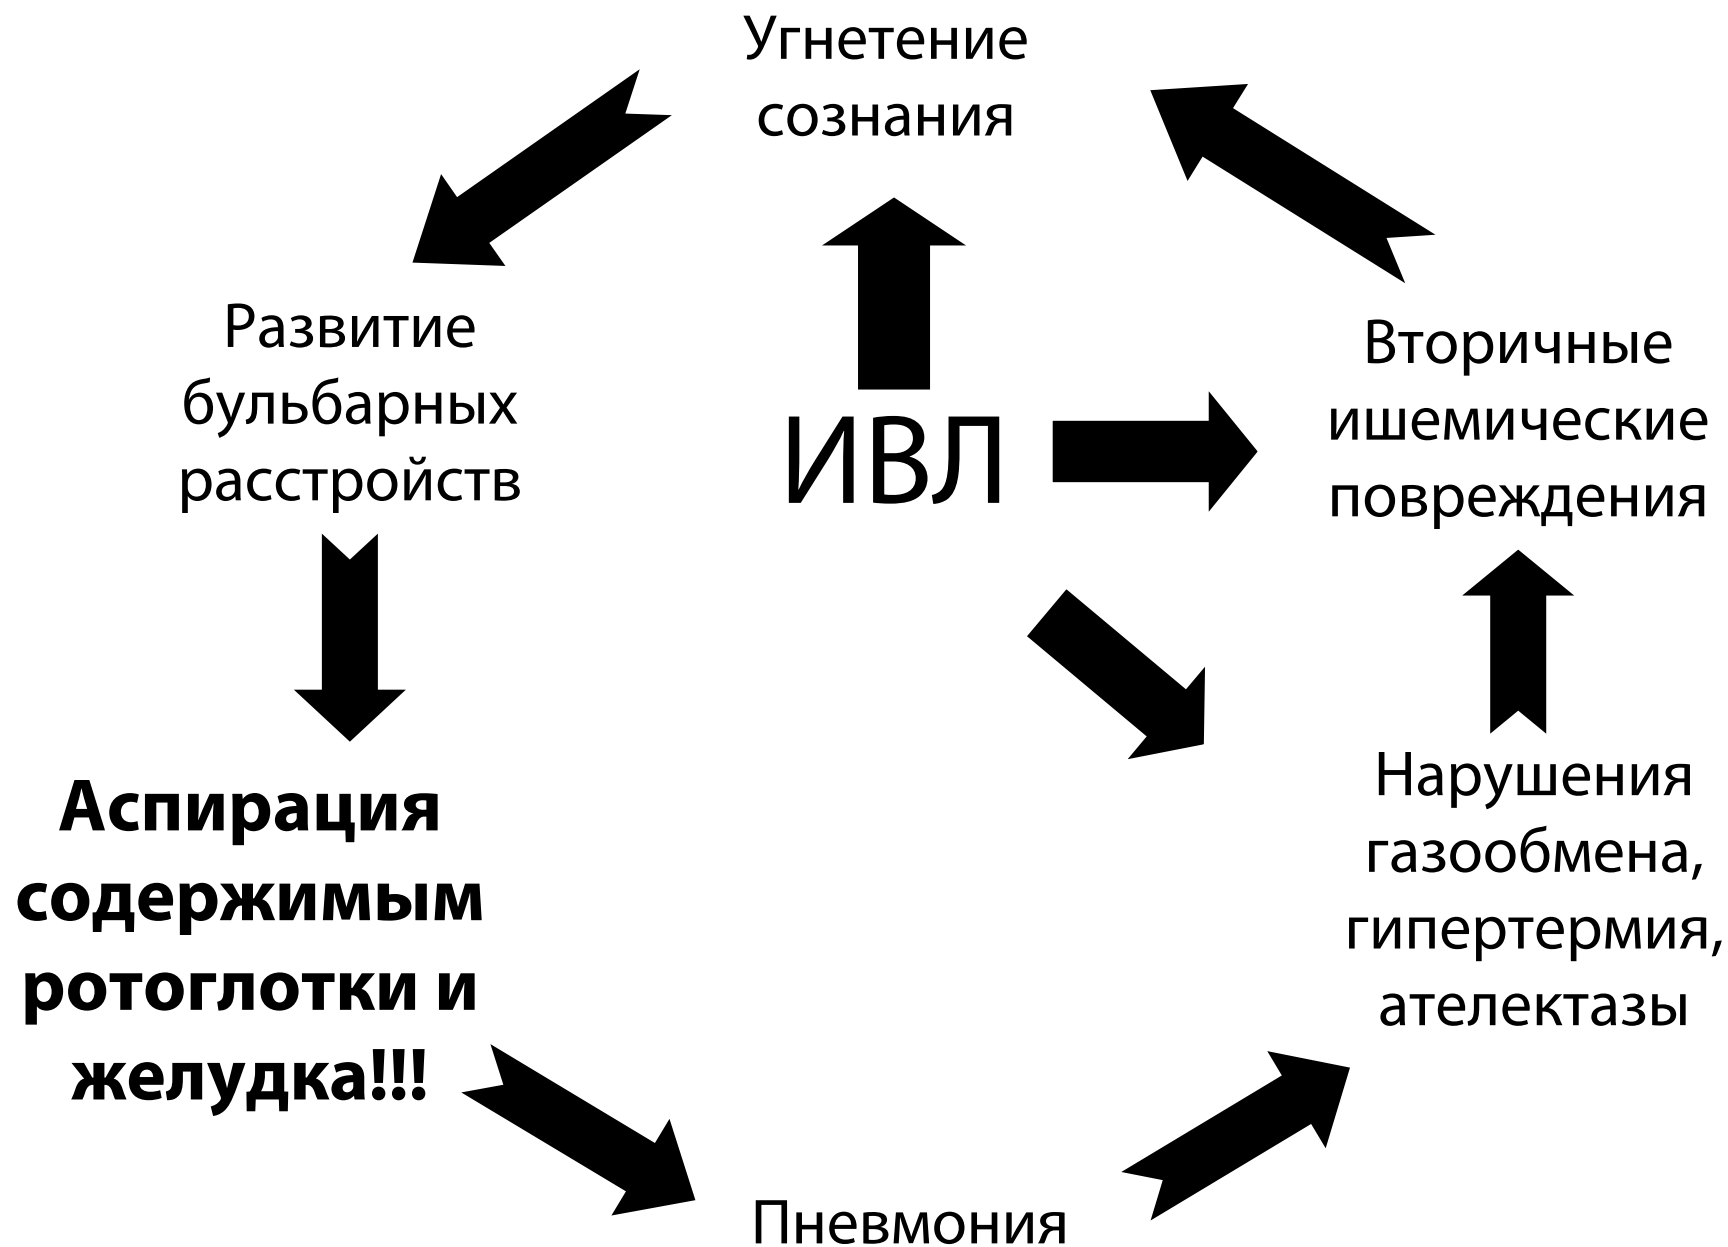 Угнетение
сознания
Развитие
бульбарных
расстройств
ИВЛ
Вторичные
ишемические
повреждения
Аспирация
содержимым
ротоглотки и
желудка!!!
Нарушения
газообмена,
гипертермия,
ателектазы
Пневмония